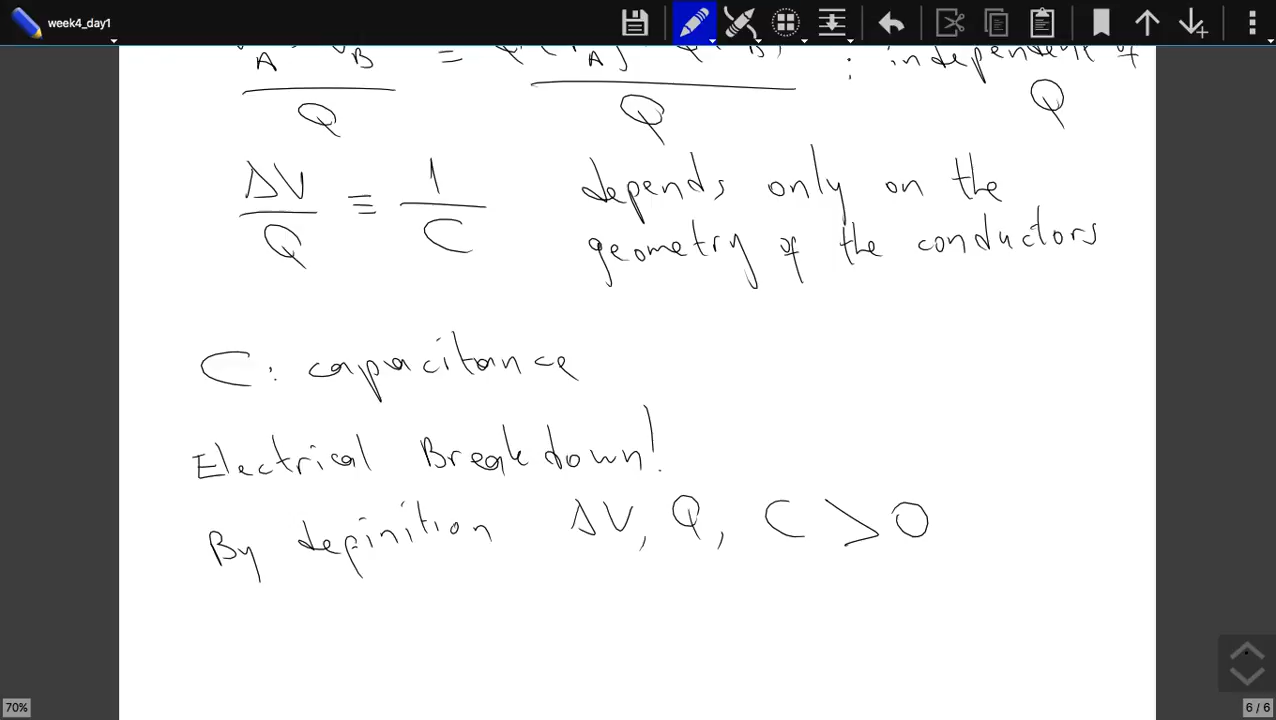 week4_day1
A B = A B : independent of
Q Q Q
ΔV/Q ≡ 1/C depends only on the
geometry of the conductors
C: capacitance
Electrical Breakdown!
By definition ΔV, Q, C > 0
70%
6 / 6